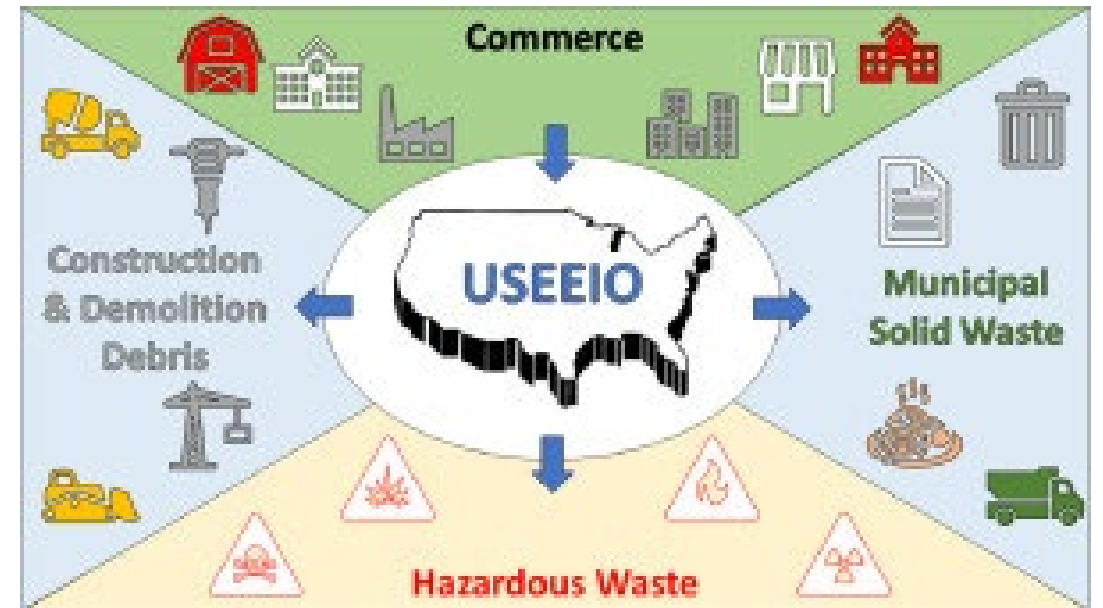 Commerce
USEEIO
Construction
& Demolition
Debris
Municipal
Solid Waste
Hazardous Waste